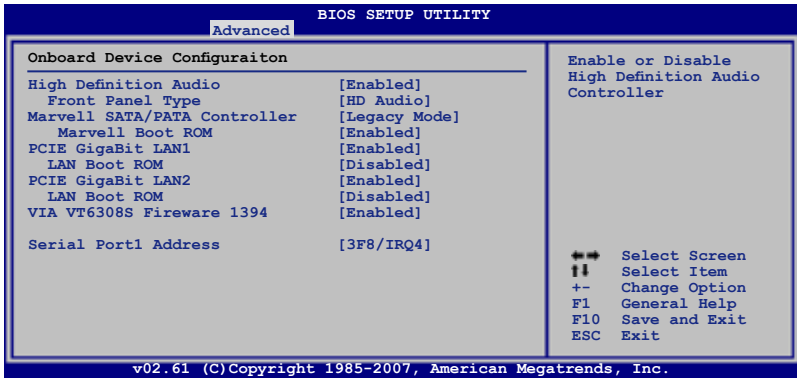 BIOS SETUP UTILITY
Advanced
Onboard Device Configuraiton
High Definition Audio [Enabled]
Front Panel Type [HD Audio]
Marvell SATA/PATA Controller [Legacy Mode]
Marvell Boot ROM [Enabled]
PCIE GigaBit LAN1 [Enabled]
LAN Boot ROM [Disabled]
PCIE GigaBit LAN2 [Enabled]
LAN Boot ROM [Disabled]
VIA VT6308S Fireware 1394 [Enabled]
Serial Port1 Address [3F8/IRQ4]
Enable or Disable
High Definition Audio
Controller
←→ Select Screen
↑↓ Select Item
+- Change Option
F1 General Help
F10 Save and Exit
ESC Exit
v02.61 (C)Copyright 1985-2007, American Megatrends, Inc.